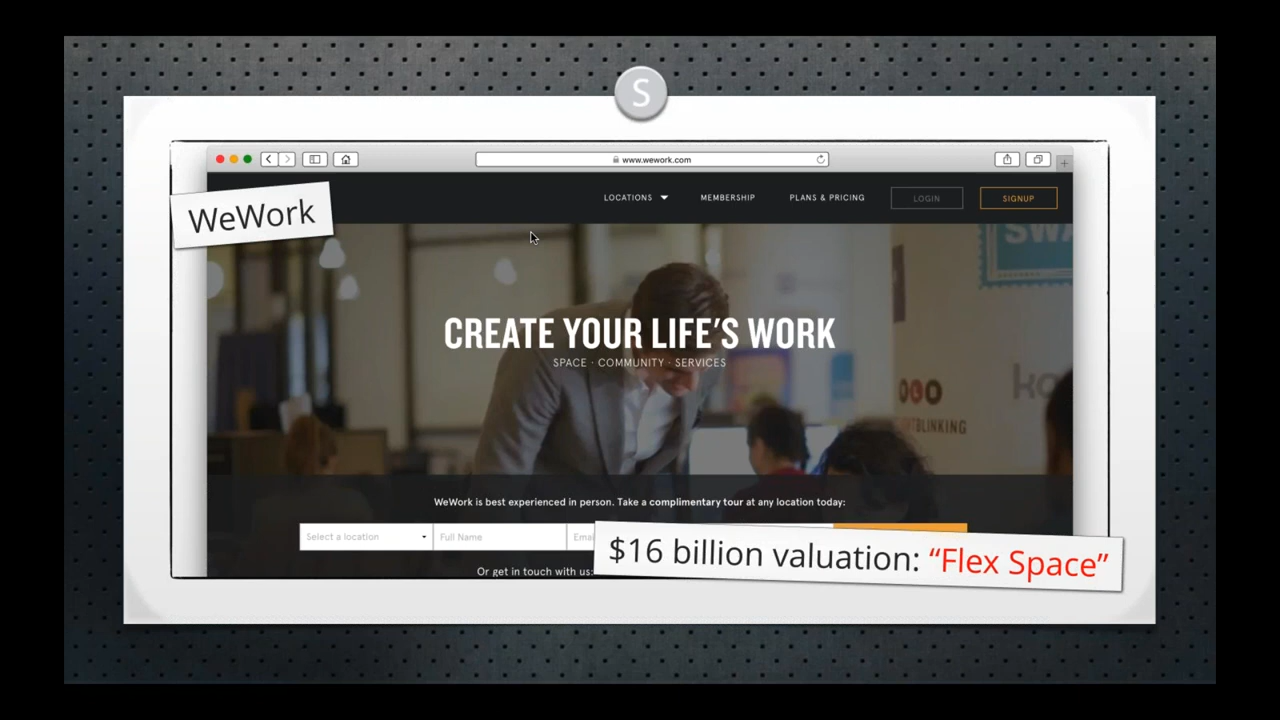 S
www.wework.com
WeWork
LOCATIONS MEMBERSHIP PLANS & PRICING LOGIN SIGNUP
CREATE YOUR LIFE'S WORK
SPACE · COMMUNITY · SERVICES
BLINKING
WeWork is best experienced in person. Take a complimentary tour at any location today:
Select a location Full Name
Or get in touch with us:
$16 billion valuation: “Flex Space”